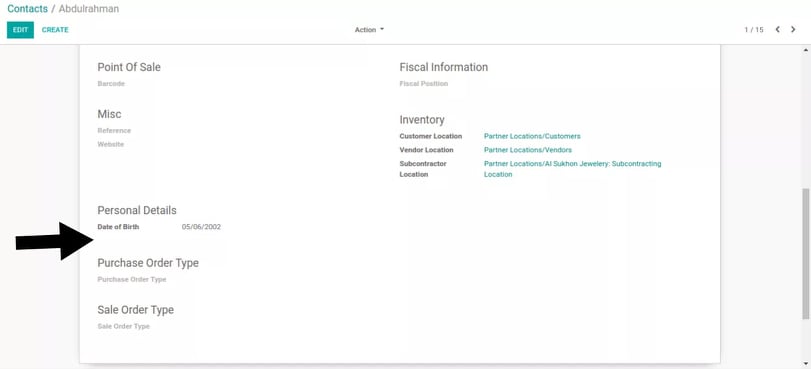 Contacts / Abdulrahman
EDIT CREATE Action 1 / 15
Point Of Sale
Barcode
Misc
Reference
Website
Fiscal Information
Fiscal Position
Inventory
Customer Location Partner Locations/Customers
Vendor Location Partner Locations/Vendors
Subcontractor Partner Locations/Al Sukhon Jewelery: Subcontracting
Location Location
Personal Details
Date of Birth 05/06/2002
Purchase Order Type
Purchase Order Type
Sale Order Type
Sale Order Type